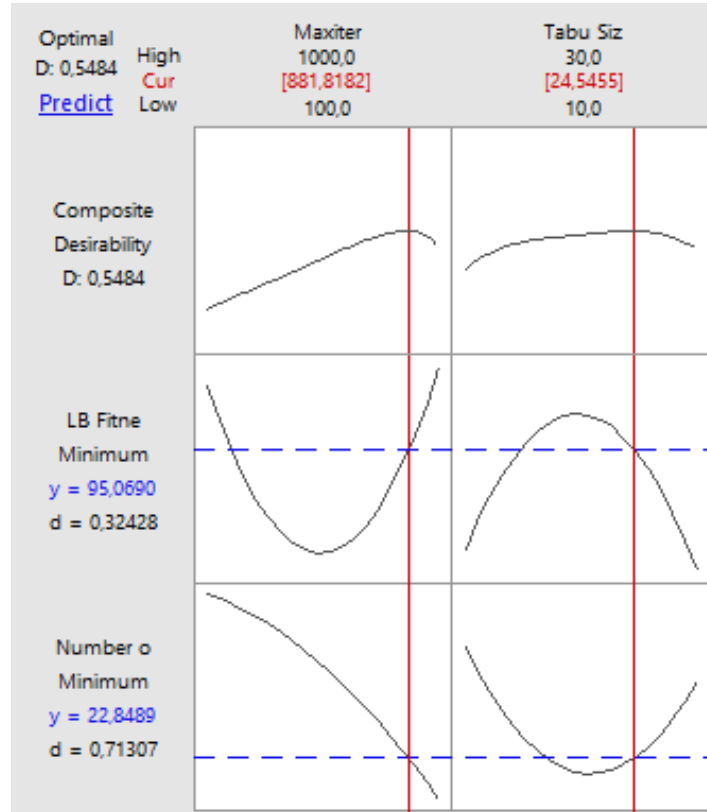 Optimal
D: 0,5484
Predict
High
Cur
Low
Maxiter
1000,0
[881,8182]
100,0
Tabu Siz
30,0
[24,5455]
10,0
Composite
Desirability
D: 0,5484
LB Fitne
Minimum
y = 95,0690
d = 0,32428
Number o
Minimum
y = 22,8489
d = 0,71307